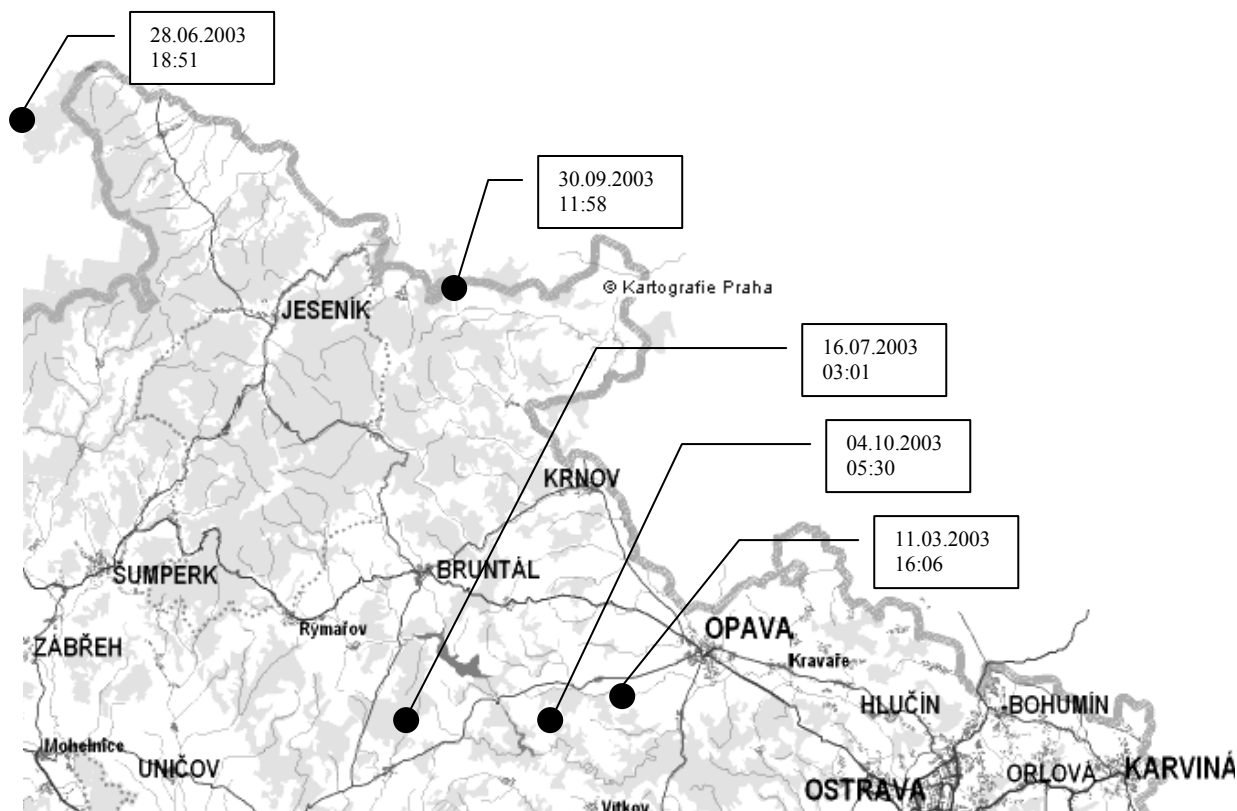 28.06.2003
18:51
30.09.2003
11:58
© Kartografie Praha
JESENÍK
16.07.2003
03:01
04.10.2003
05:30
KRNOV
11.03.2003
16:06
ŠUMPERK
BRUNTÁL
Rýmařov
OPAVA
ZÁBŘEH
Kravaře
HLUČÍN
BOHUMÍN
Mohelnice
UNIČOV
ORLOVÁ
KARVINÁ
OSTRAVA
Vítkov